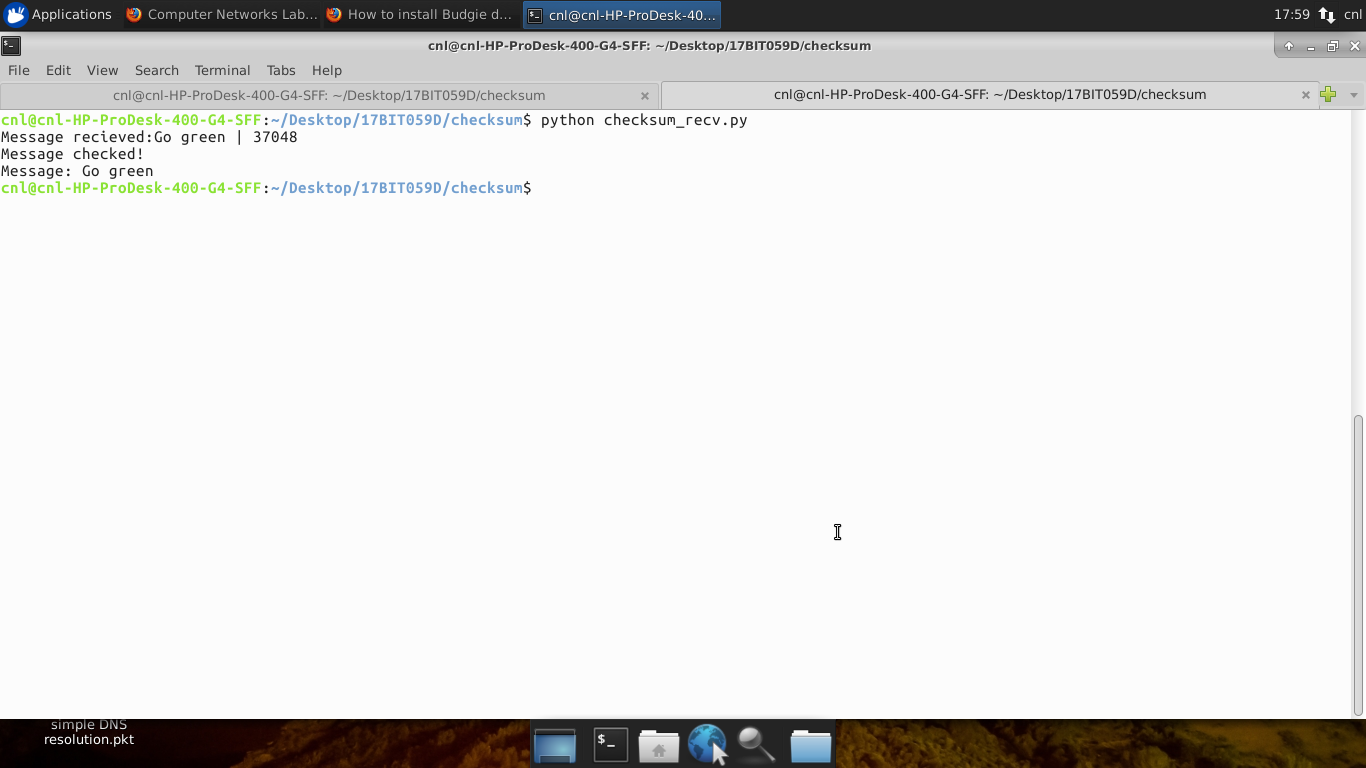 Applications Computer Networks Lab... How to install Budgie d... cnl@cnl-HP-ProDesk-40... 17:59 cnl
cnl@cnl-HP-ProDesk-400-G4-SFF: ~/Desktop/17BIT059D/checksum
File Edit View Search Terminal Tabs Help
cnl@cnl-HP-ProDesk-400-G4-SFF: ~/Desktop/17BIT059D/checksum cnl@cnl-HP-ProDesk-400-G4-SFF: ~/Desktop/17BIT059D/checksum
cnl@cnl-HP-ProDesk-400-G4-SFF:~/Desktop/17BIT059D/checksum$ python checksum_recv.py
Message recieved:Go green | 37048
Message checked!
Message: Go green
cnl@cnl-HP-ProDesk-400-G4-SFF:~/Desktop/17BIT059D/checksum$
simple DNS
resolution.pkt
$_